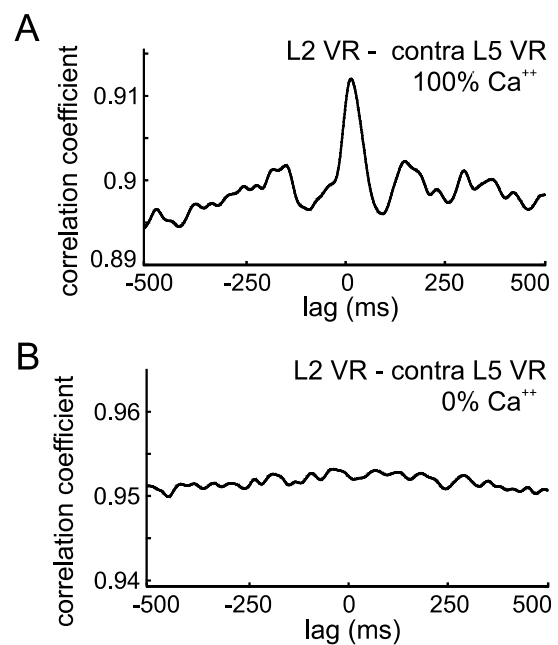 A
L2 VR - contra L5 VR
100% Ca++
correlation coefficient
0.91
0.9
0.89
-500 -250 0 250 500
lag (ms)
B
L2 VR - contra L5 VR
0% Ca++
correlation coefficient
0.96
0.95
0.94
-500 -250 0 250 500
lag (ms)